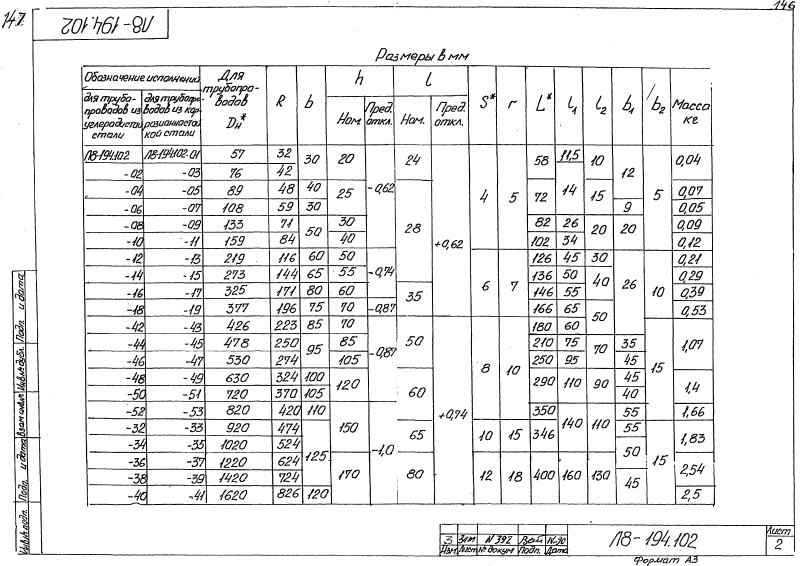 147.
146
Л8-194.102
Размеры в мм
Обозначение исполнений
Для трубопроводов Dн*
R
b
h
l
S*
r
L*
l₁
l₂
b₁
b₂
Масса кг
для трубопроводов из углеродистой стали
для трубопроводов из коррозионностойкой стали
Ном.
Пред. откл.
Ном.
Пред. откл.
Л8-194.102 Л8-194.102-01 57 32 30 20 -0,62 24 +0,62 4 5 58 11,5 10 12 5 0,04
-02 -03 76 42
-04 -05 89 48 40 25 28 72 14 15 0,07
-06 -07 108 59 30 9 0,05
-08 -09 133 71 50 30 82 26 20 20 0,09
-10 -11 159 84 40 102 34 0,12
-12 -13 219 116 60 50 -0,74 6 7 126 45 30 26 10 0,21
-14 -15 273 144 65 55 136 50 40 0,29
-16 -17 325 171 80 60 35 146 55 0,39
-18 -19 377 196 75 70 -0,87 166 65 50 0,53
-42 -43 426 223 85 70 -0,87 50 +0,74 8 10 180 60 15 1,07
-44 -45 478 250 95 85 210 75 70 35
-46 -47 530 274 105 250 95 45
-48 -49 630 324 100 120 60 290 110 90 45 1,4
-50 -51 720 370 105 40
-52 -53 820 420 110 150 -1,0 350 140 110 55 1,66
-32 -33 920 474 125 65 10 15 346 55 15 1,83
-34 -35 1020 524 50
-36 -37 1220 624 170 80 12 18 400 160 130 2,54
-38 -39 1420 724 45
-40 -41 1620 826 120 2,5
Инв.№ подл. Подп. и дата Взам.инв.№ Инв.№ дубл. Подп. и дата
3 Зам N 392
Изм Лист № докум Подп. Дата
Л8-194.102
Лист
2
Формат А3